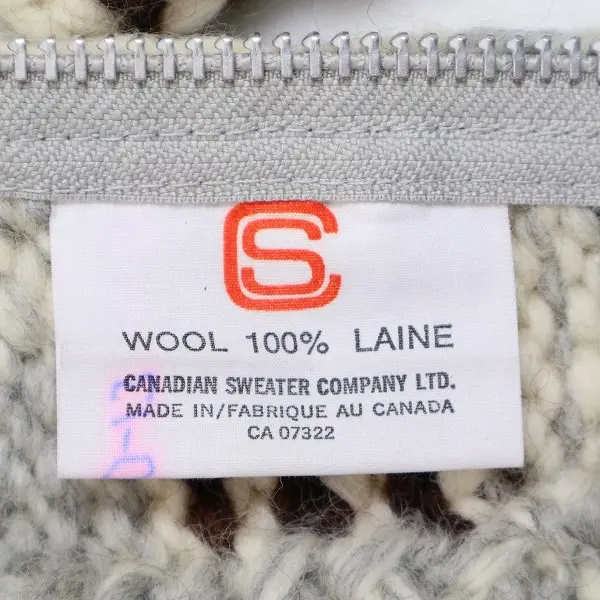 CS
WOOL 100% LAINE
CANADIAN SWEATER COMPANY LTD.
MADE IN/FABRIQUE AU CANADA
CA 07322